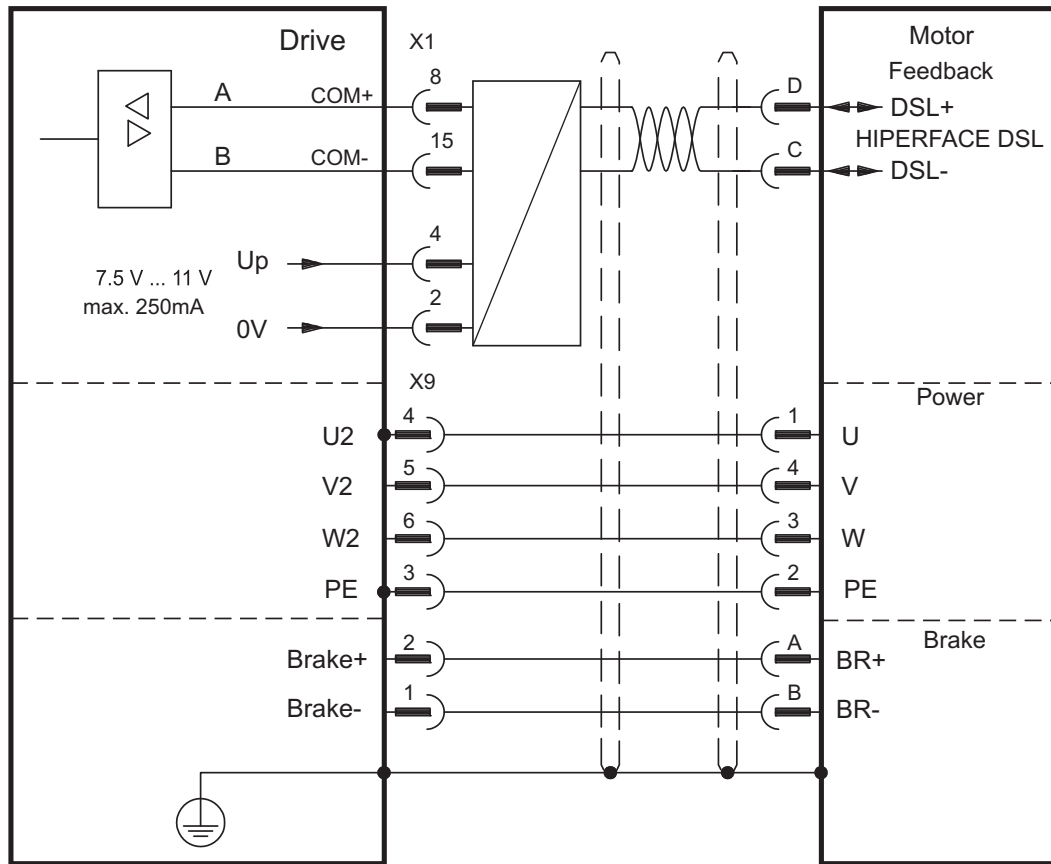 Drive X1 Motor
Feedback
A COM+ 8 D DSL+
HIPERFACE DSL
B COM- 15 C DSL-
Up 4
7.5 V ... 11 V
max. 250mA
0V 2
X9 Power
U2 4 1 U
V2 5 4 V
W2 6 3 W
PE 3 2 PE
Brake
Brake+ 2 A BR+
Brake- 1 B BR-